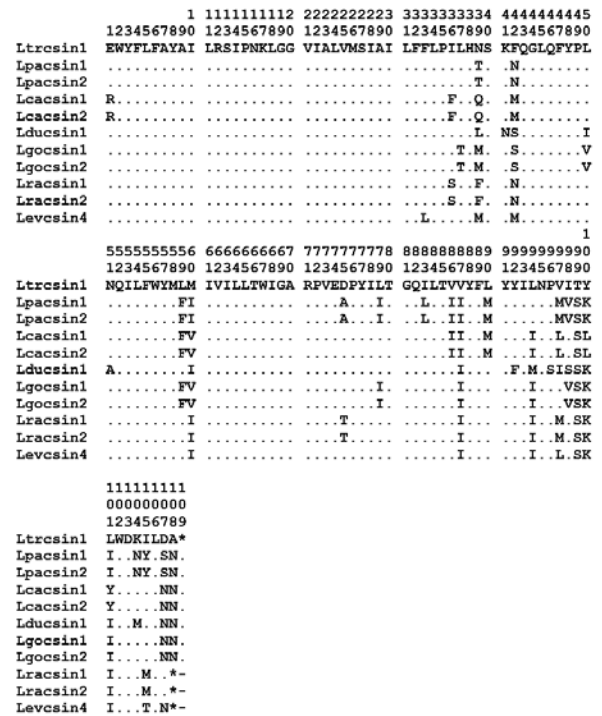 1 1111111112 2222222223 3333333334 4444444445
1234567890 1234567890 1234567890 1234567890 1234567890
Ltrcsin1 EWYFLFAYAI LRSIPNKLGG VIALVMSIAI LFFLPILHNS KFQGLQFYPL
Lpacsin1 .......... .......... .......... ........T. .N........
Lpacsin2 .......... .......... .......... ........T. .N........
Lcacsin1 R......... .......... .......... .....F..Q. .M........
Lcacsin2 R......... .......... .......... .....F..Q. .M........
Lducsin1 .......... .......... .......... ........L. NS.......I
Lgocsin1 .......... .......... .......... ......T.M. .S.......V
Lgocsin2 .......... .......... .......... ......T.M. .S.......V
Lracsin1 .......... .......... .......... .....S..F. .N........
Lracsin2 .......... .......... .......... .....S..F. .N........
Levcsin4 .......... .......... .......... ..L.....M. .M........
1
5555555556 6666666667 7777777778 8888888889 9999999990
1234567890 1234567890 1234567890 1234567890 1234567890
Ltrcsin1 NQILFWYMLM IVILLTWIGA RPVEDPYILT GQILTVVYFL YYILNPVITY
Lpacsin1 ........FI .......... ....A...I. ..L..II..M ......MVSK
Lpacsin2 ........FI .......... ....A...I. ..L..II..M ......MVSK
Lcacsin1 ........FV .......... .......... .....II..M ...I..L.SL
Lcacsin2 ........FV .......... .......... .....II..M ...I..L.SL
Lducsin1 A........I .......... .......... ......I... .F.M.SISSK
Lgocsin1 ........FV .......... ........I. ......I... ...I...VSK
Lgocsin2 ........FV .......... ........I. ......I... ...I...VSK
Lracsin1 .........I .......... ....T..... ......I... ...I..M.SK
Lracsin2 .........I .......... ....T..... ......I... ...I..M.SK
Levcsin4 .........I .......... .......... ......I... ...I..L.SK
111111111
000000000
123456789
Ltrcsin1 LWDKILDA*
Lpacsin1 I..NY.SN.
Lpacsin2 I..NY.SN.
Lcacsin1 Y.....NN.
Lcacsin2 Y.....NN.
Lducsin1 I..M..NN.
Lgocsin1 I.....NN.
Lgocsin2 I.....NN.
Lracsin1 I...M..*-
Lracsin2 I...M..*-
Levcsin4 I...T.N*-